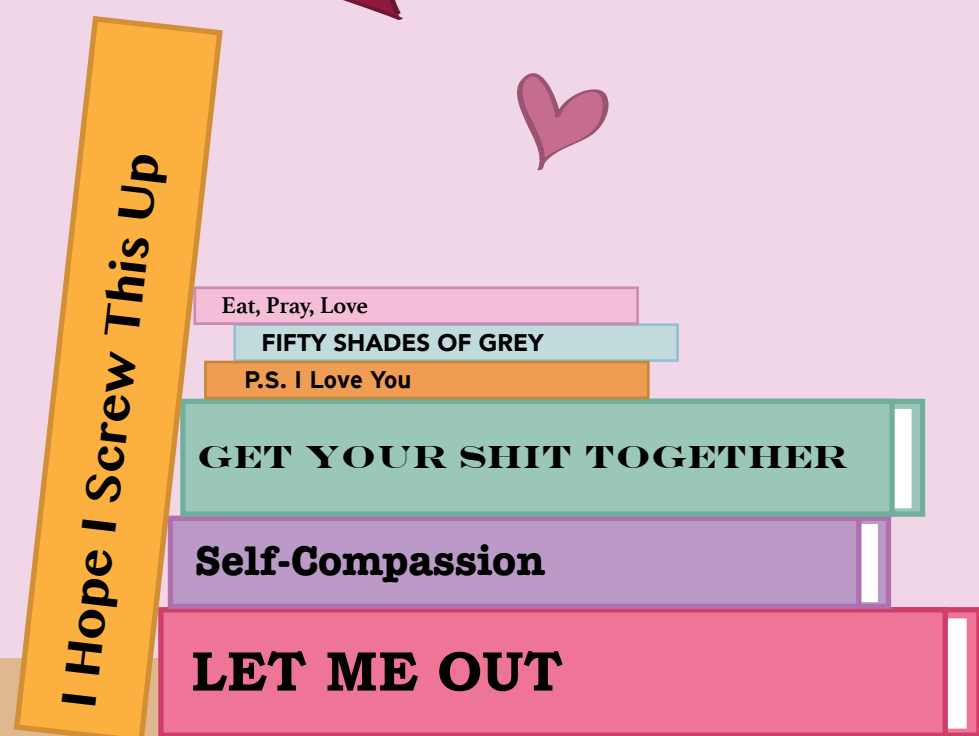 I Hope I Screw This Up
Eat, Pray, Love
FIFTY SHADES OF GREY
P.S. I Love You
GET YOUR SHIT TOGETHER
Self-Compassion
LET ME OUT